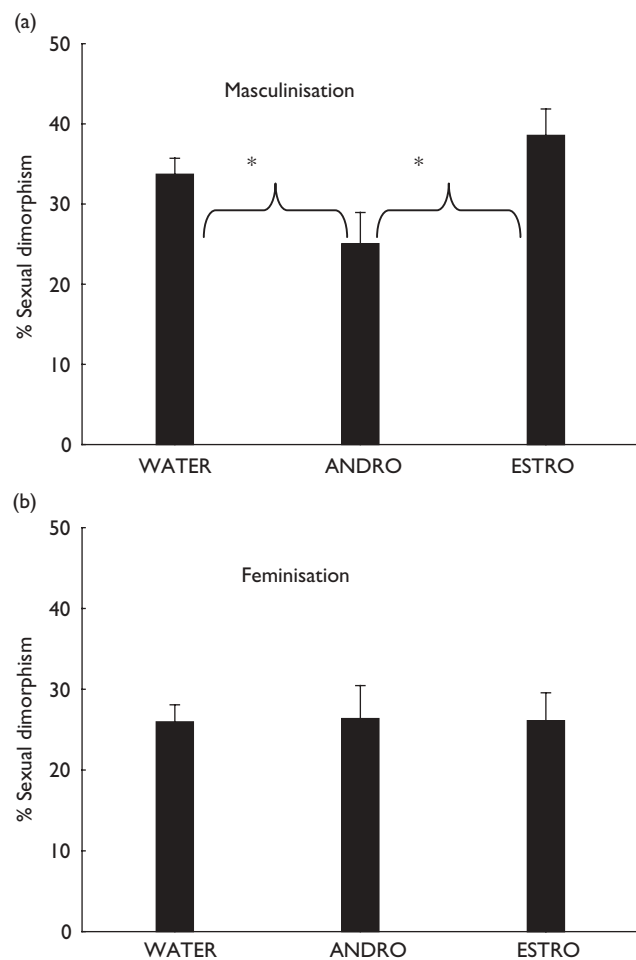 (a)
50
Masculinisation
40
*
*
30
20
10
0
% Sexual dimorphism
WATER
ANDRO
ESTRO
(b)
50
Feminisation
40
30
20
10
0
% Sexual dimorphism
WATER
ANDRO
ESTRO